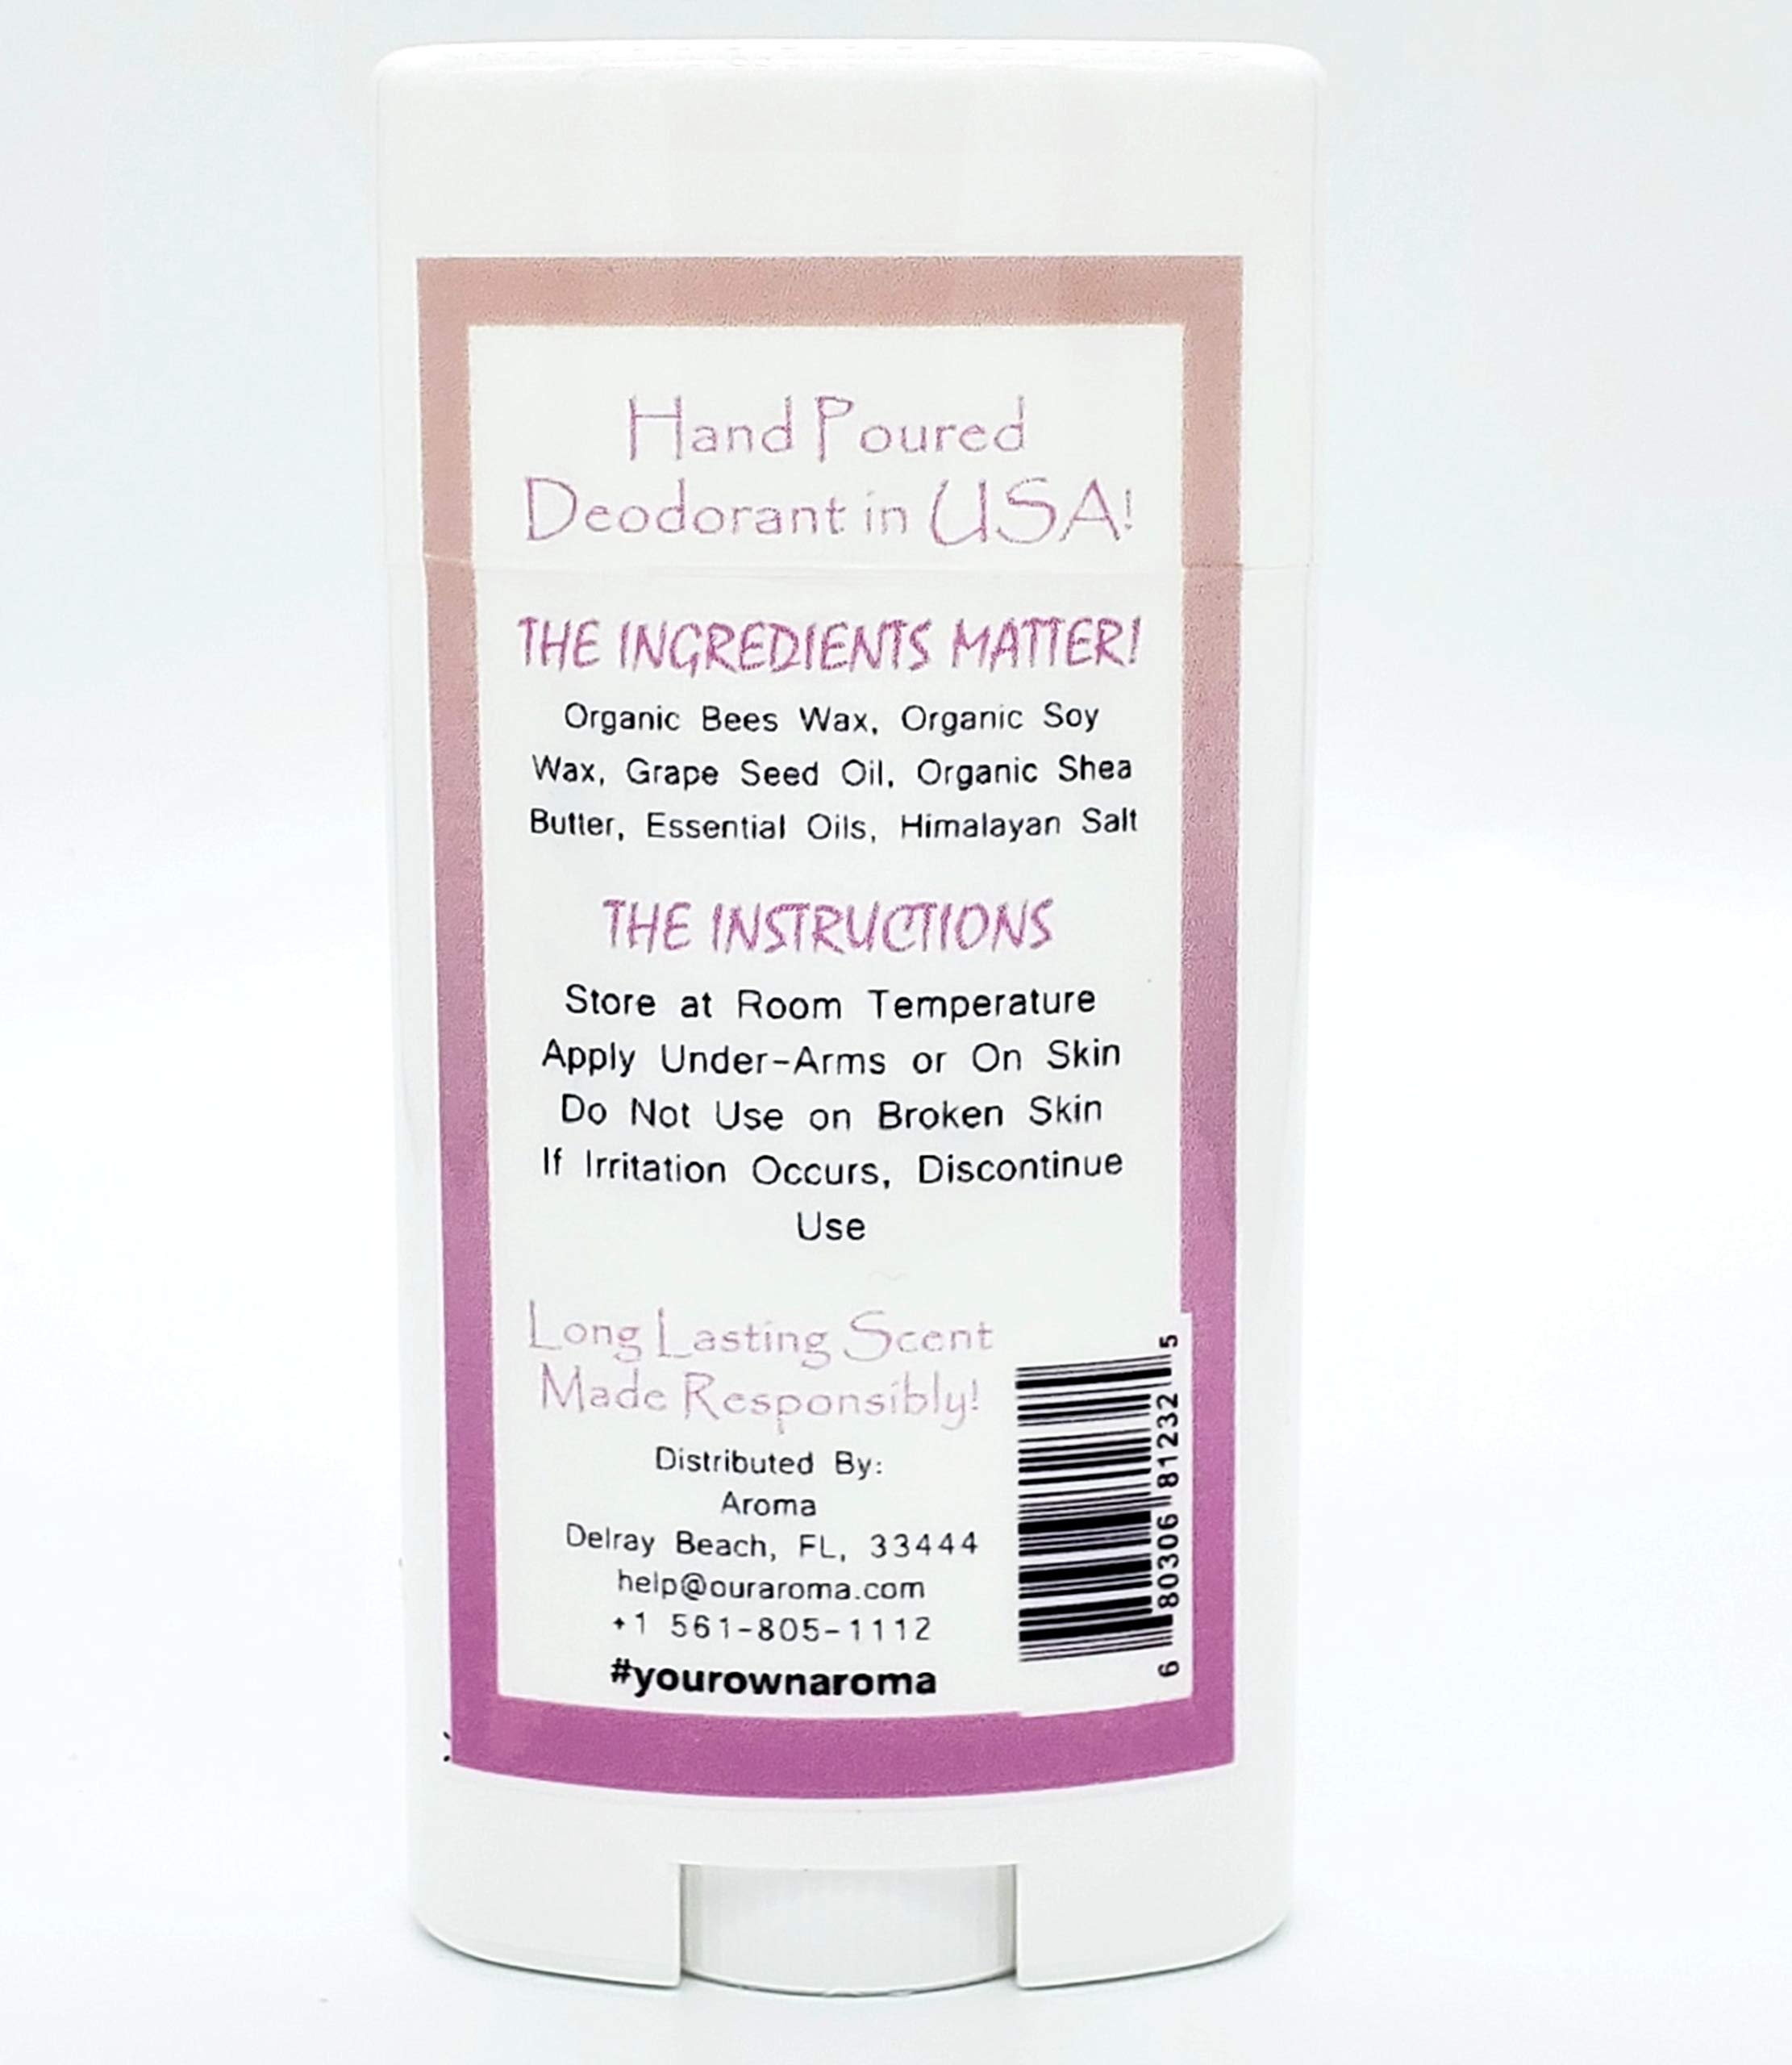 Hand Poured
Deodorant in USA!
THE INGREDIENTS MATTER!
Organic Bees Wax, Organic Soy
Wax, Grape Seed Oil, Organic Shea
Butter, Essential Oils, Himalayan Salt
THE INSTRUCTIONS
Store at Room Temperature
Apply Under-Arms or On Skin
Do Not Use on Broken Skin
If Irritation Occurs, Discontinue
Use
Long Lasting Scent
Made Responsibly!
Distributed By:
Aroma
Delray Beach, FL, 33444
help@ouraroma.com
+1 561-805-1112
#yourownaroma
6 80306 81232 5